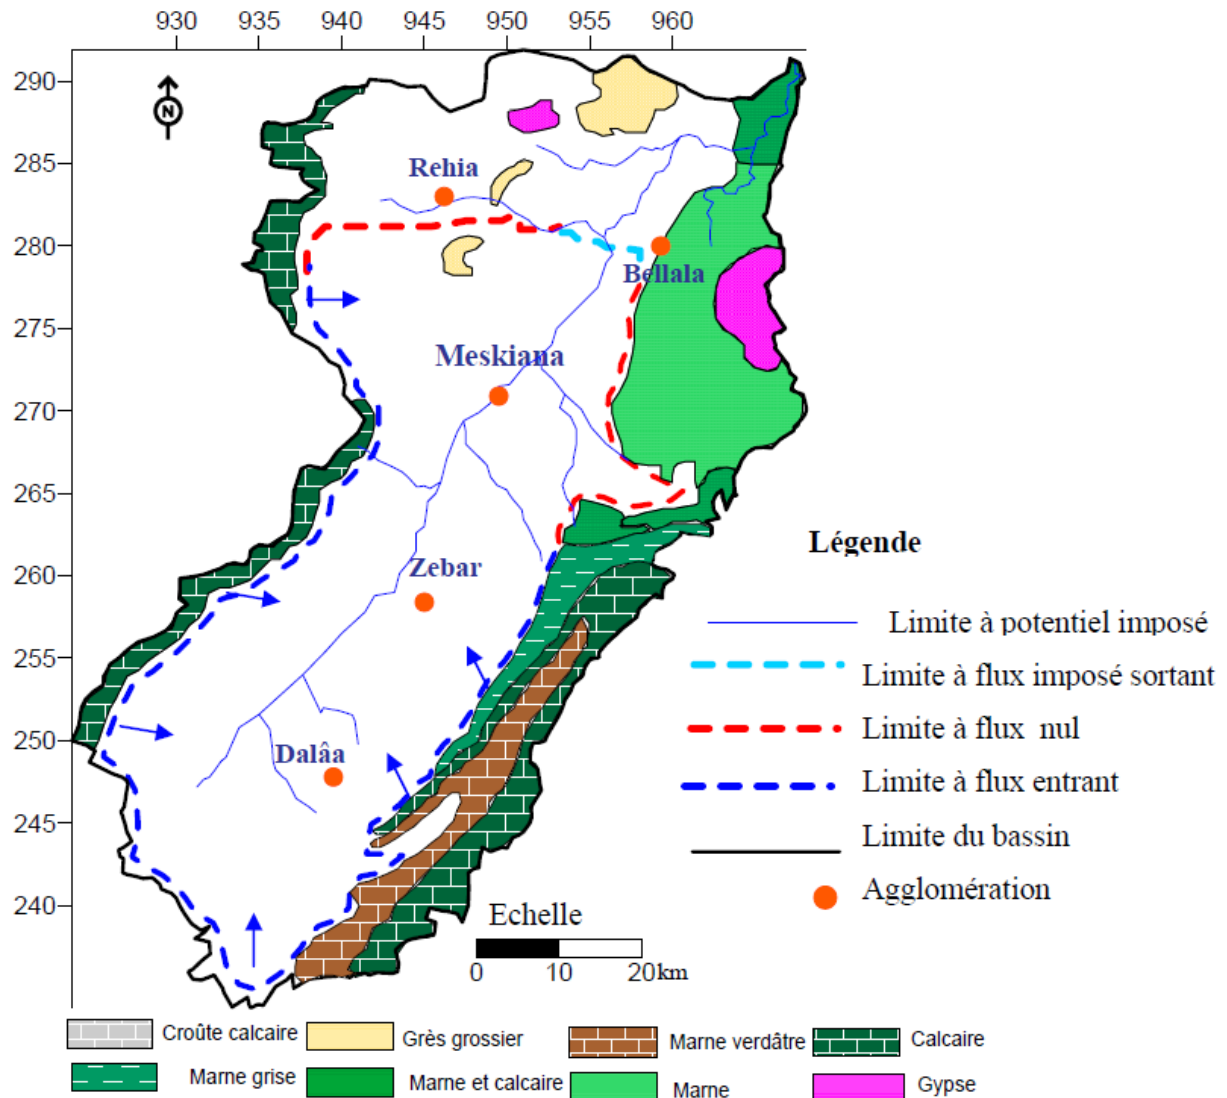 930 935 940 945 950 955 960
290
285
280
275
270
265
260
255
250
245
240
N
Rehia
Bellala
Meskiana
Zebar
Dalâa
Légende
Limite à potentiel imposé
Limite à flux imposé sortant
Limite à flux nul
Limite à flux entrant
Limite du bassin
Agglomération
Echelle
0 10 20km
Croûte calcaire Grès grossier Marne verdâtre Calcaire
Marne grise Marne et calcaire Marne Gypse